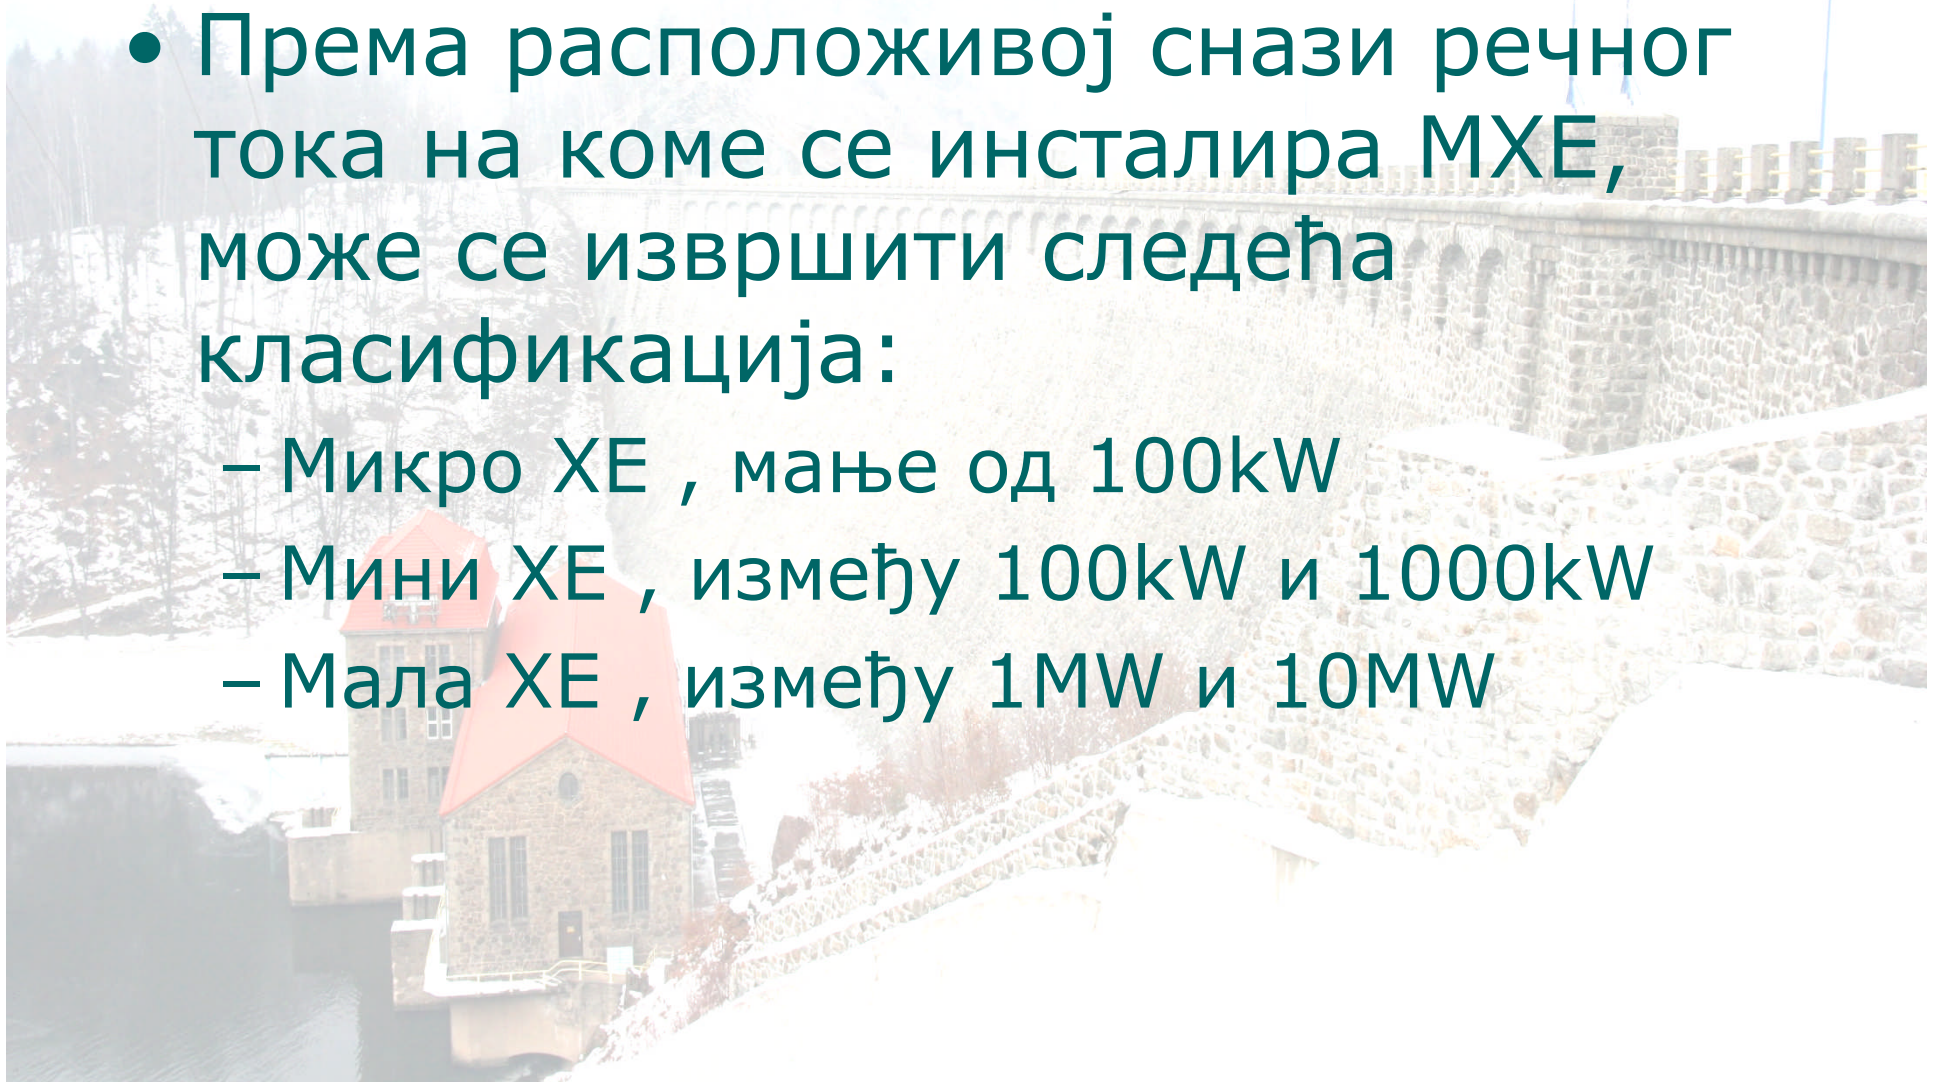 • Према расположивој снази речног
тока на коме се инсталира МХЕ,
може се извршити следећа
класификација:
– Микро ХЕ , мање од 100kW
– Мини ХЕ , између 100kW и 1000kW
– Мала ХЕ , између 1MW и 10MW